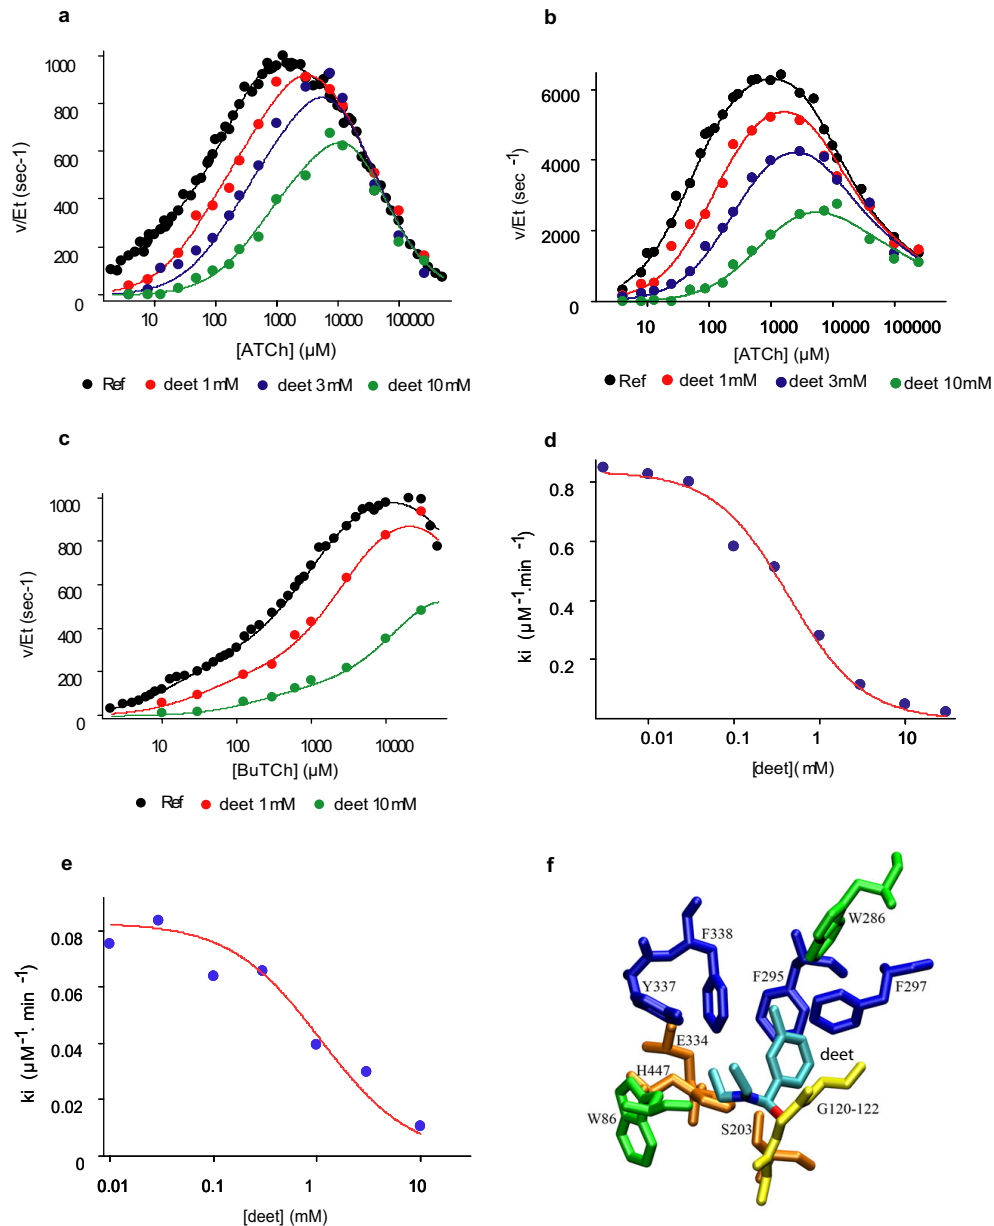 a
v/Et (sec-1)
1000
800
600
400
200
0
10
100
1000
10000
100000
[ATCh] (µM)
Ref
deet 1mM
deet 3mM
deet 10mM
b
v/Et (sec⁻¹)
6000
4000
2000
0
10
100
1000
10000
100000
[ATCh] (µM)
Ref
deet 1mM
deet 3mM
deet 10mM
c
v/Et (sec-1)
1000
800
600
400
200
0
10
100
1000
10000
[BuTCh] (µM)
Ref
deet 1mM
deet 10mM
d
ki (µM⁻¹.min⁻¹)
0.8
0.6
0.4
0.2
0.01
0.1
1
10
[deet](mM)
e
ki (µM⁻¹.min⁻¹)
0.08
0.06
0.04
0.02
0
0.01
0.1
1
10
[deet] (mM)
f
W286
F338
F295
F297
Y337
E334
deet
H447
G120-122
W86
S203